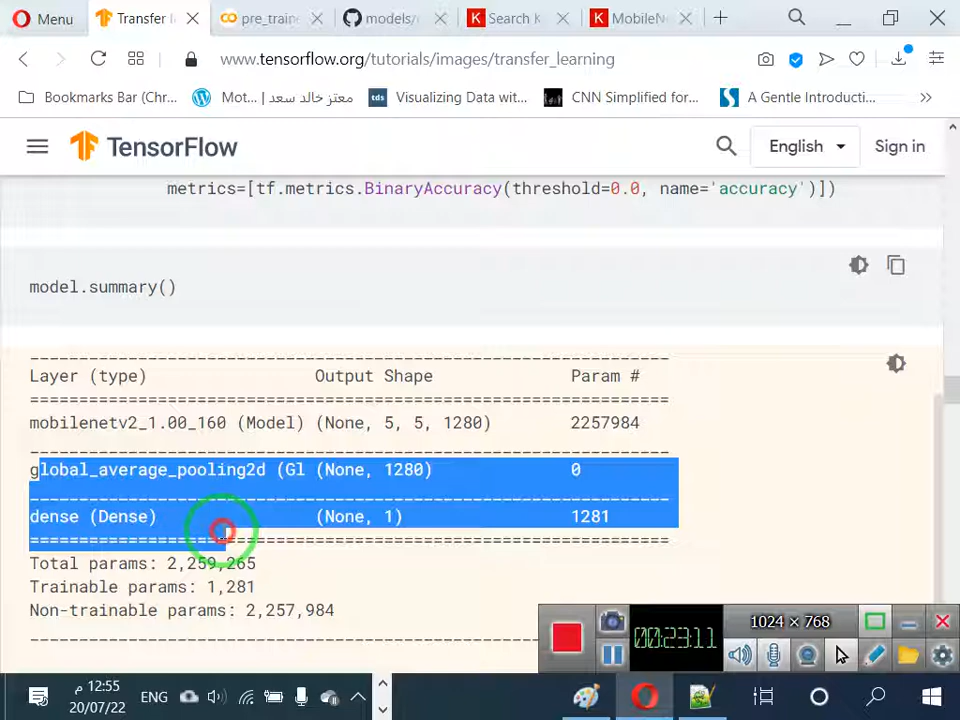 Menu
Transfer l
pre_traine
models/
Search K
MobileN
www.tensorflow.org/tutorials/images/transfer_learning
Bookmarks Bar (Chr...
معتز خالد سعد | Mot...
tds Visualizing Data wit...
CNN Simplified for...
A Gentle Introducti...
TensorFlow
English
Sign in
metrics=[tf.metrics.BinaryAccuracy(threshold=0.0, name='accuracy')])
model.summary()
Layer (type) Output Shape Param #
mobilenetv2_1.00_160 (Model) (None, 5, 5, 1280) 2257984
global_average_pooling2d (Gl (None, 1280) 0
dense (Dense) (None, 1) 1281
Total params: 2,259,265
Trainable params: 1,281
Non-trainable params: 2,257,984
00:23:11
1024 × 768
12:55 م
ENG
20/07/22